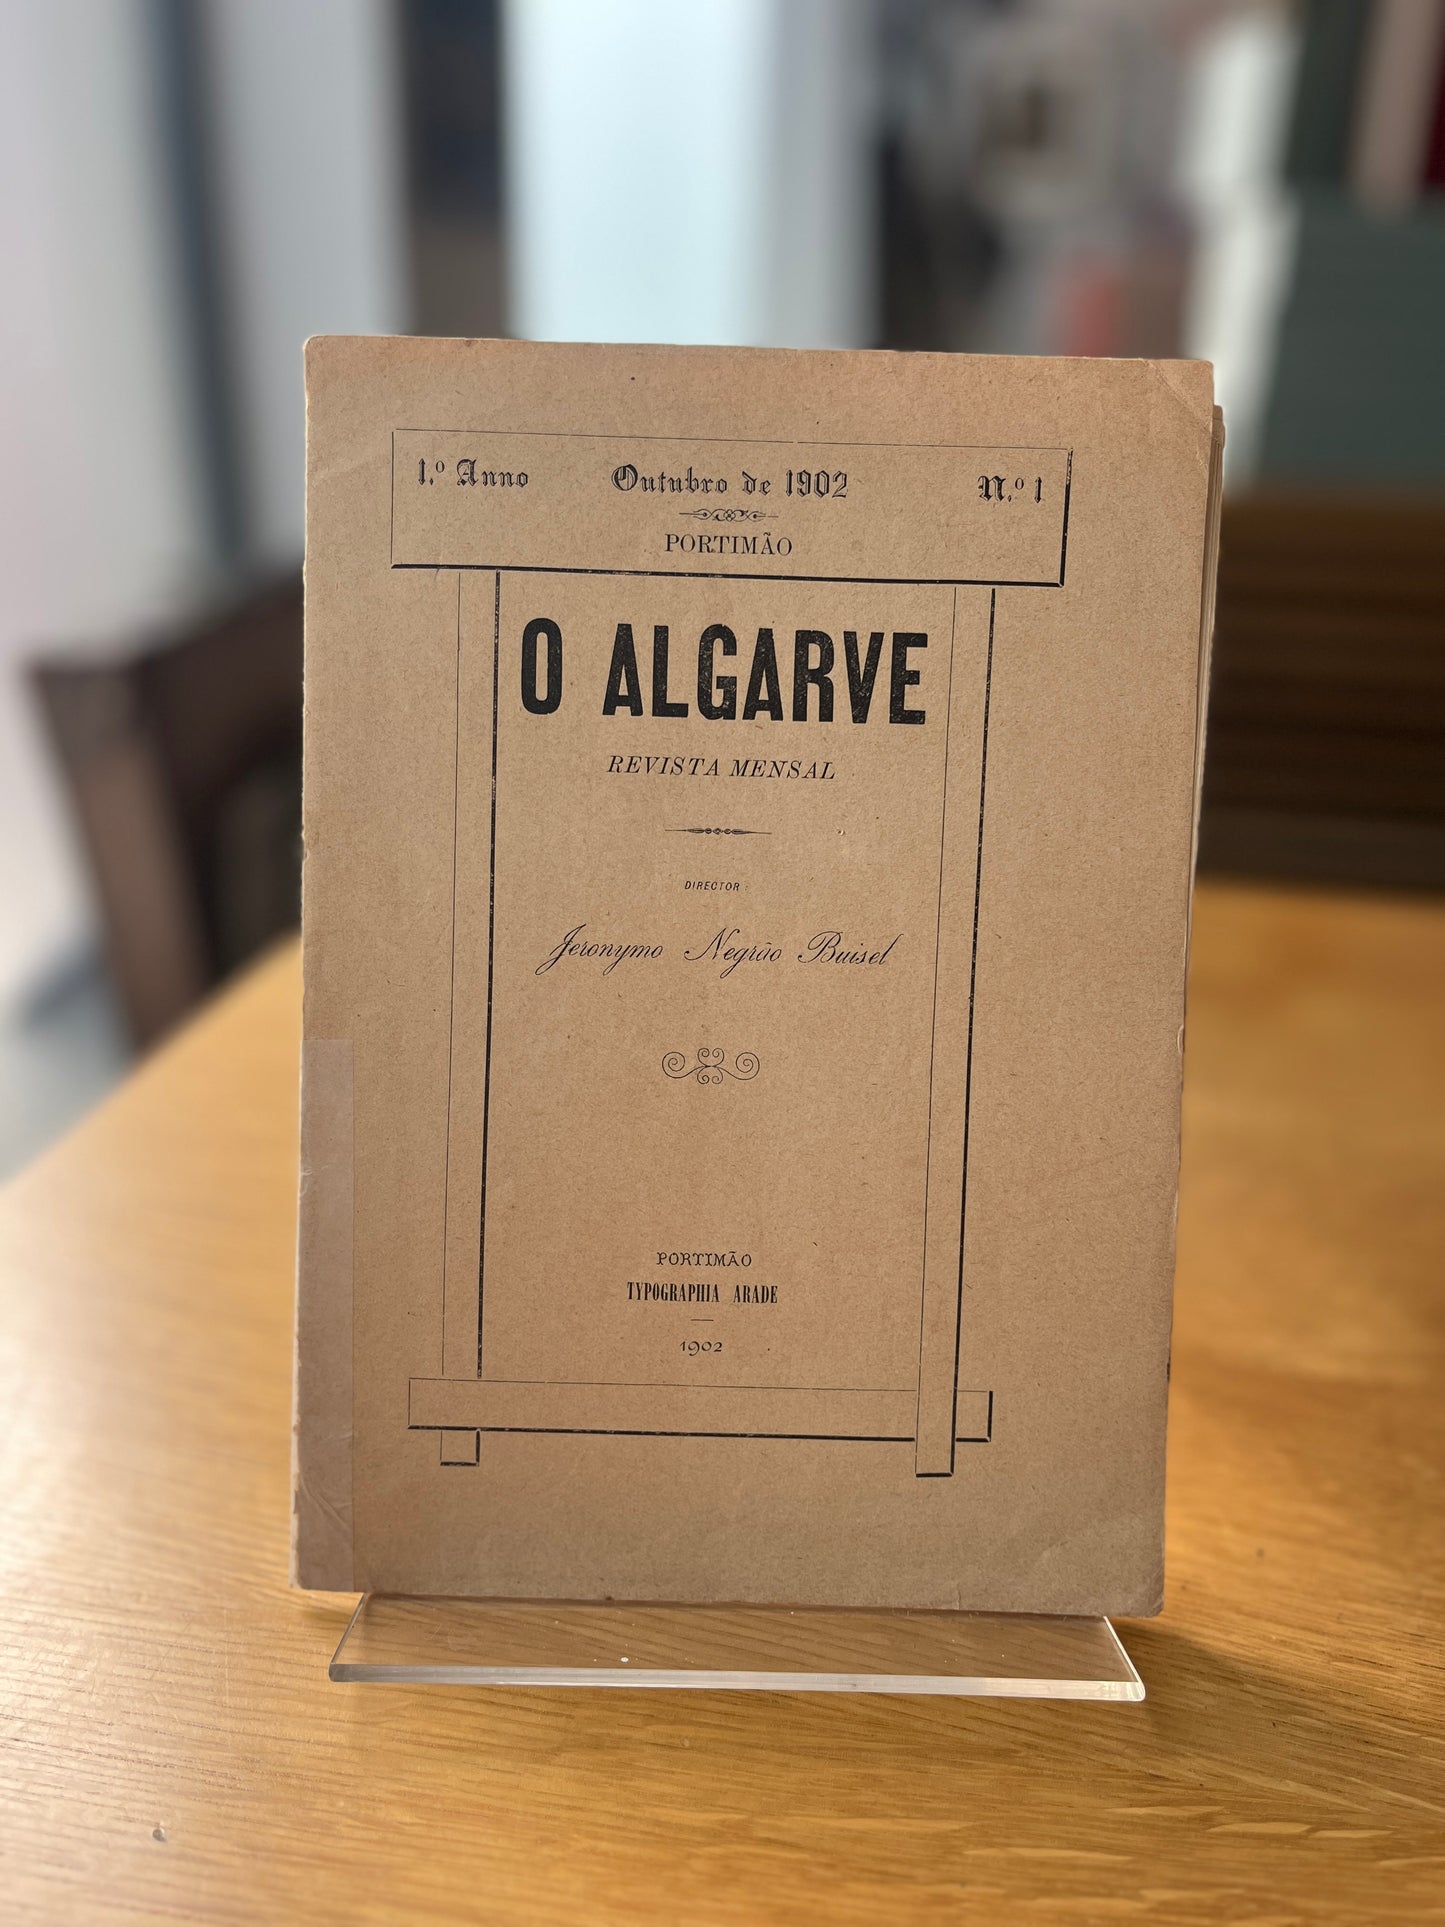 1.º Anno Outubro de 1902 N.º 1
PORTIMÃO
O ALGARVE
REVISTA MENSAL
DIRECTOR:
Jeronymo Negrão Buisel
PORTIMÃO
TYPOGRAPHIA ARADE
1902